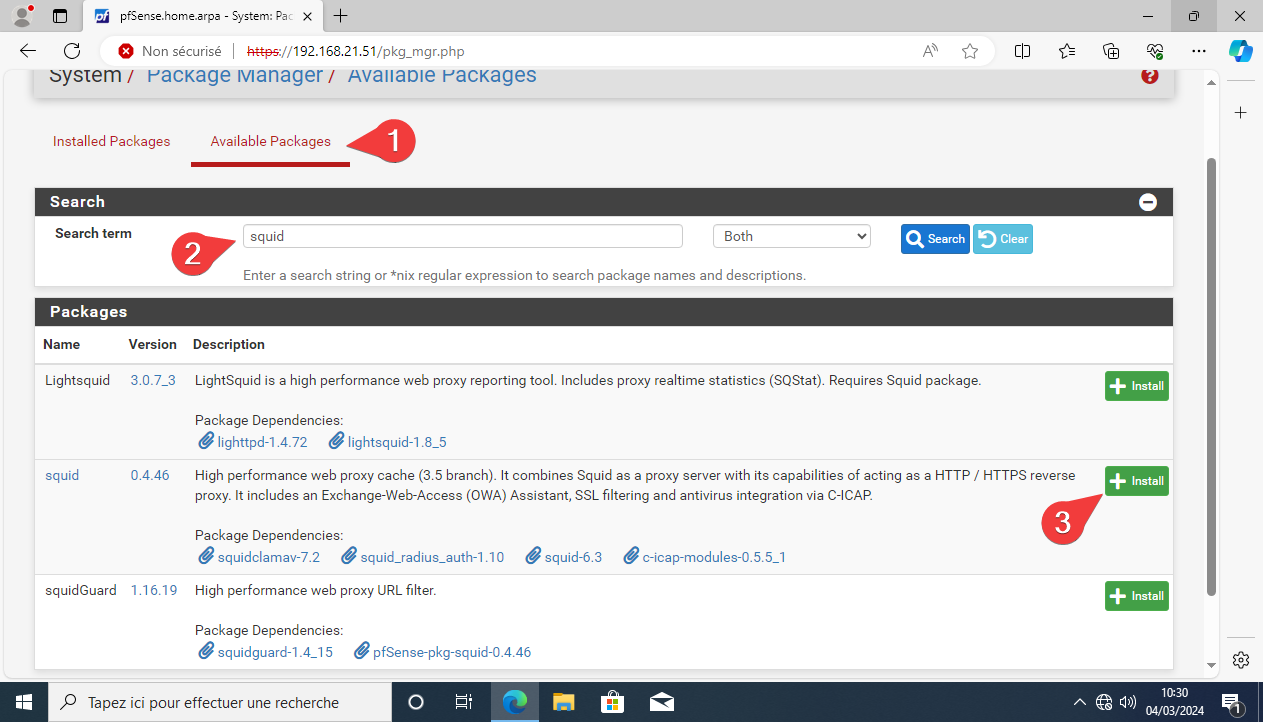 pfSense.home.arpa - System: Pac
Non sécurisé
https://192.168.21.51/pkg_mgr.php
System / Package Manager / Available Packages
Installed Packages
Available Packages
1
Search
Search term
squid
Both
Search
Clear
2
Enter a search string or *nix regular expression to search package names and descriptions.
Packages
Name Version Description
Lightsquid 3.0.7_3 LightSquid is a high performance web proxy reporting tool. Includes proxy realtime statistics (SQStat). Requires Squid package.
Install
Package Dependencies:
lighttpd-1.4.72 lightsquid-1.8_5
squid 0.4.46 High performance web proxy cache (3.5 branch). It combines Squid as a proxy server with its capabilities of acting as a HTTP / HTTPS reverse
proxy. It includes an Exchange-Web-Access (OWA) Assistant, SSL filtering and antivirus integration via C-ICAP.
Install
3
Package Dependencies:
squidclamav-7.2 squid_radius_auth-1.10 squid-6.3 c-icap-modules-0.5.5_1
squidGuard 1.16.19 High performance web proxy URL filter.
Install
Package Dependencies:
squidguard-1.4_15 pfSense-pkg-squid-0.4.46
Tapez ici pour effectuer une recherche
10:30
04/03/2024
1